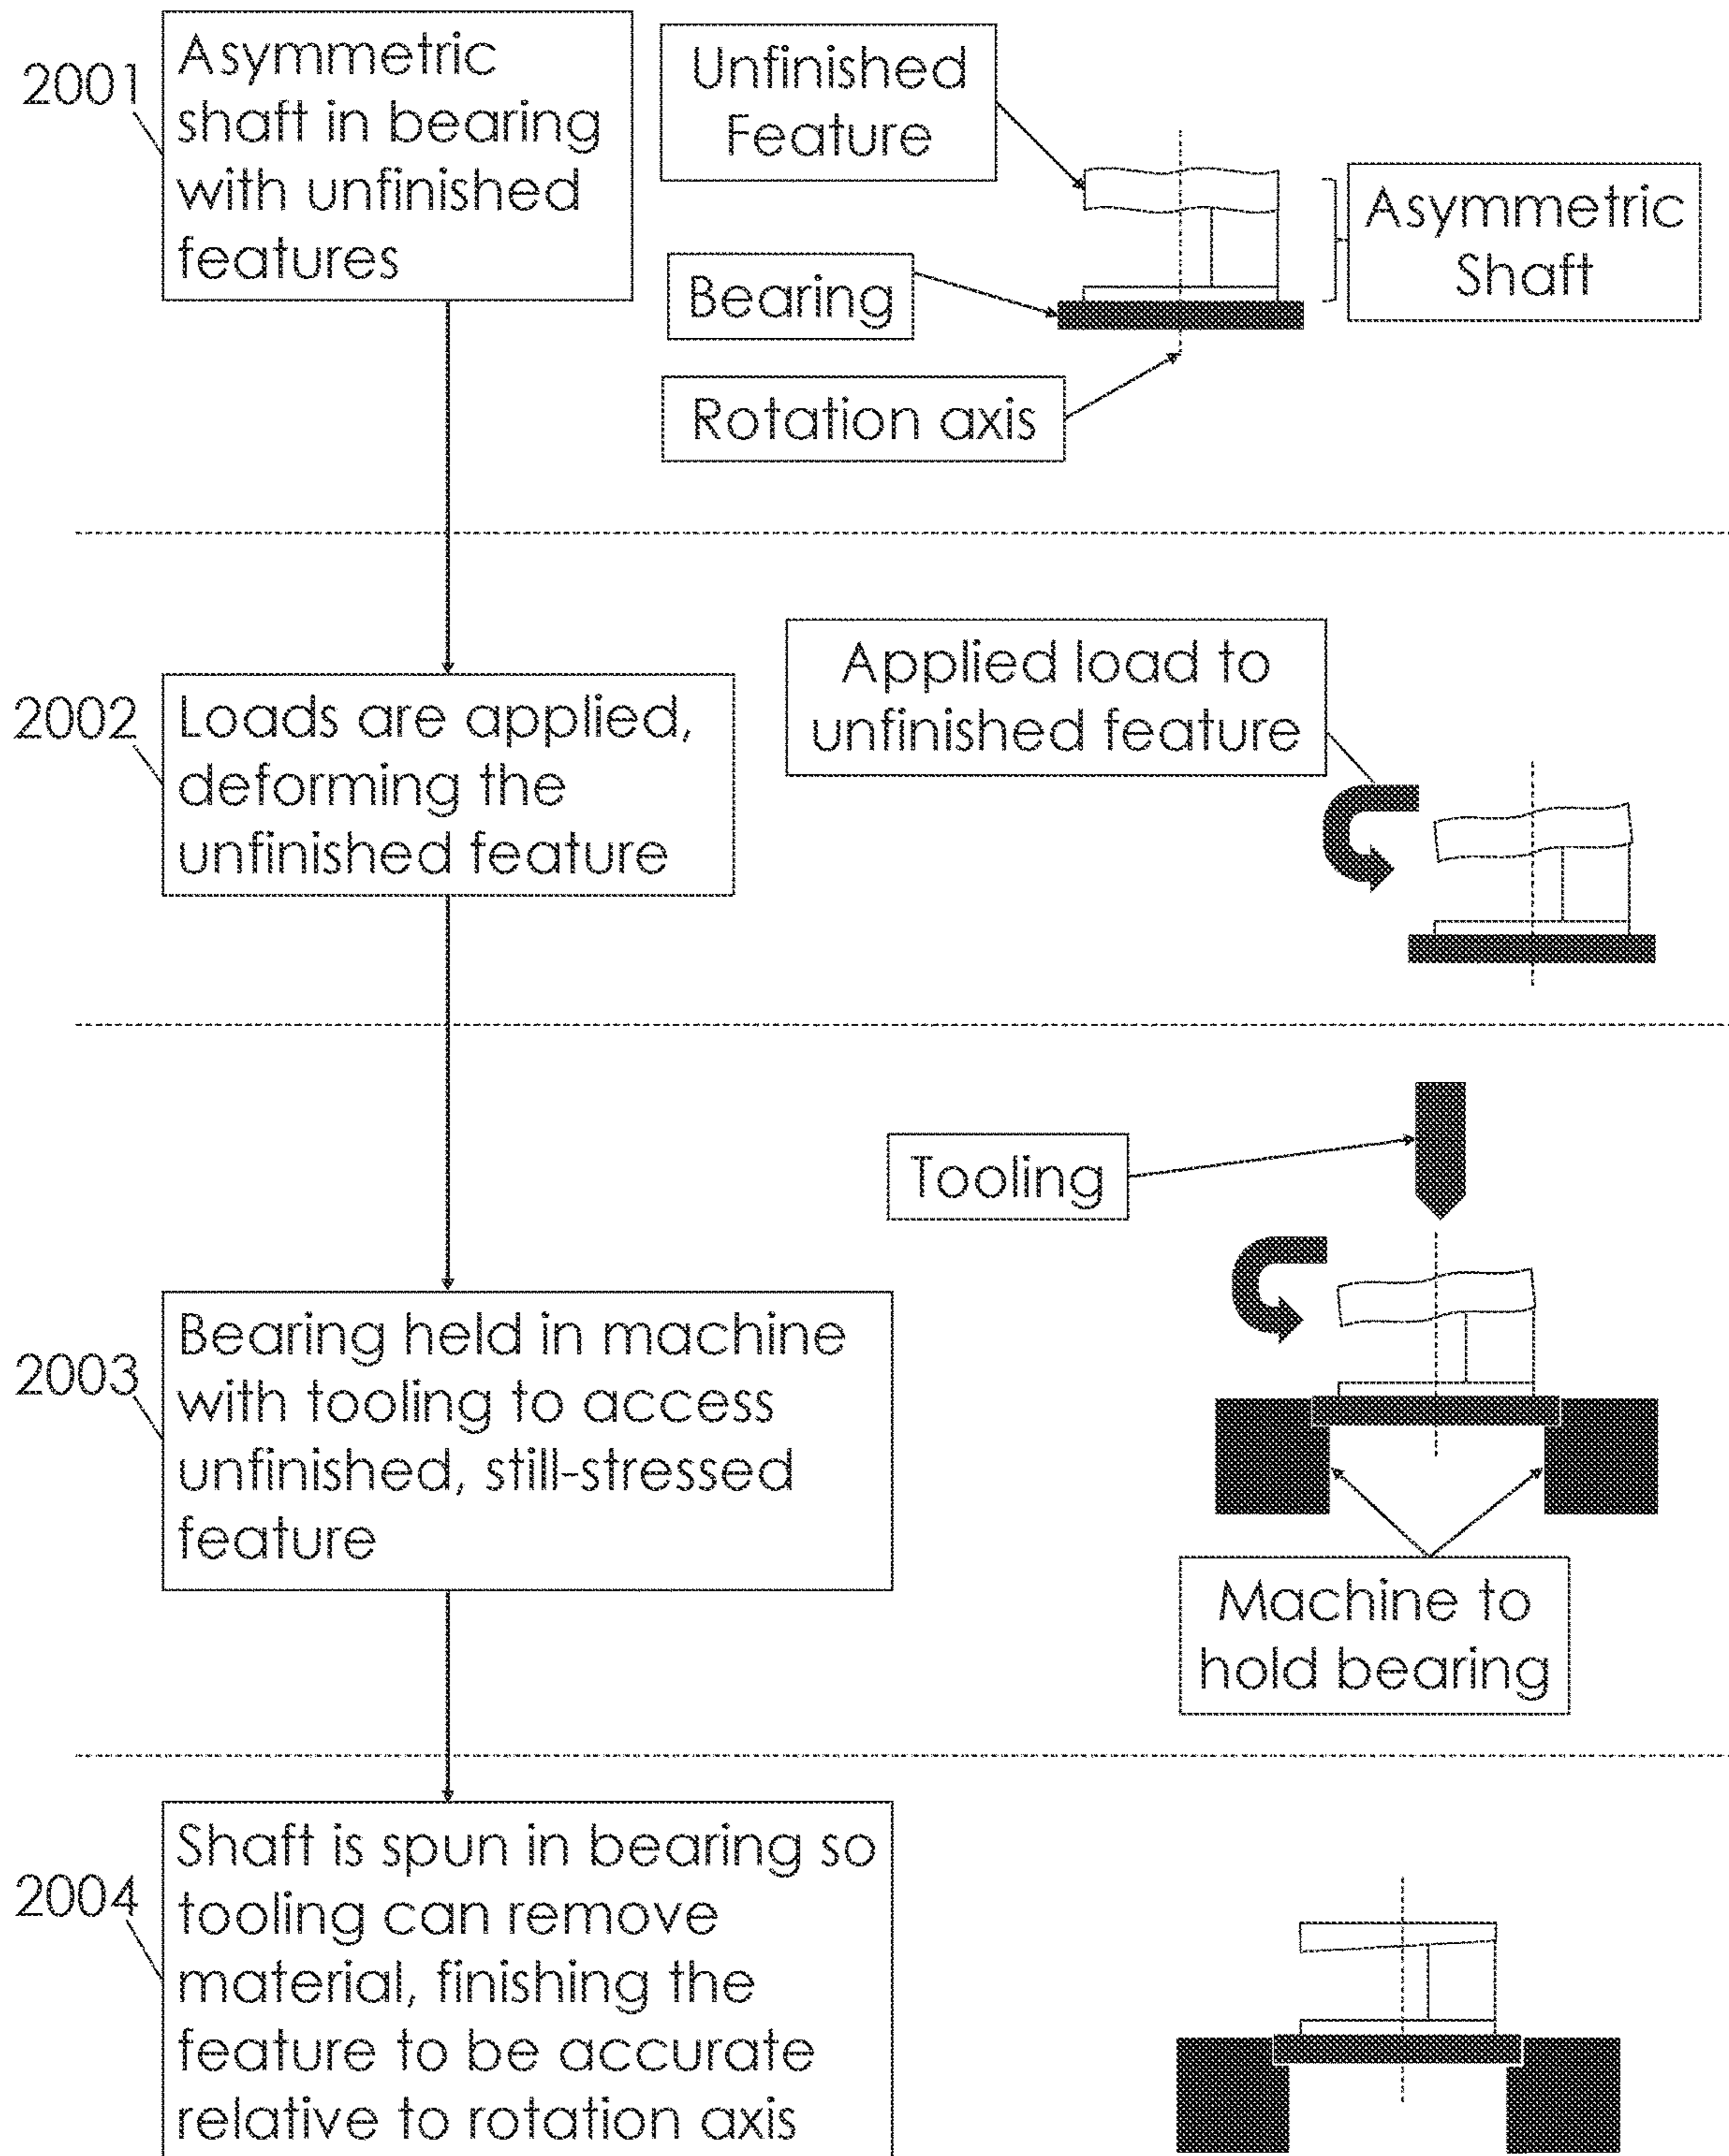 2001
Asymmetric
shaft in bearing
with unfinished
features
Unfinished
Feature
Bearing
Rotation axis
Asymmetric
Shaft
2002
Loads are applied,
deforming the
unfinished feature
Applied load to
unfinished feature
2003
Bearing held in machine
with tooling to access
unfinished, still-stressed
feature
Tooling
Machine to
hold bearing
2004
Shaft is spun in bearing so
tooling can remove
material, finishing the
feature to be accurate
relative to rotation axis